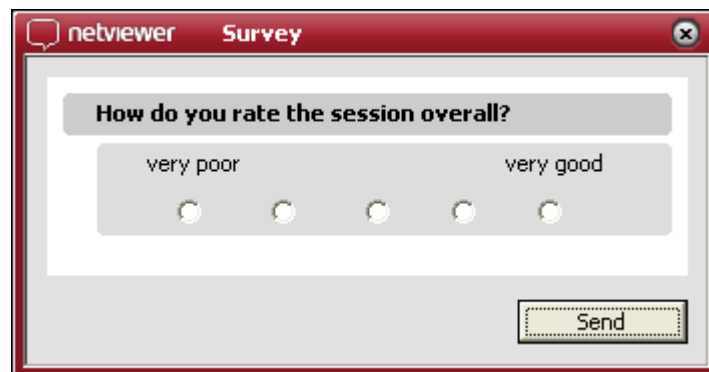 netviewer Survey
How do you rate the session overall?
very poor very good
Send